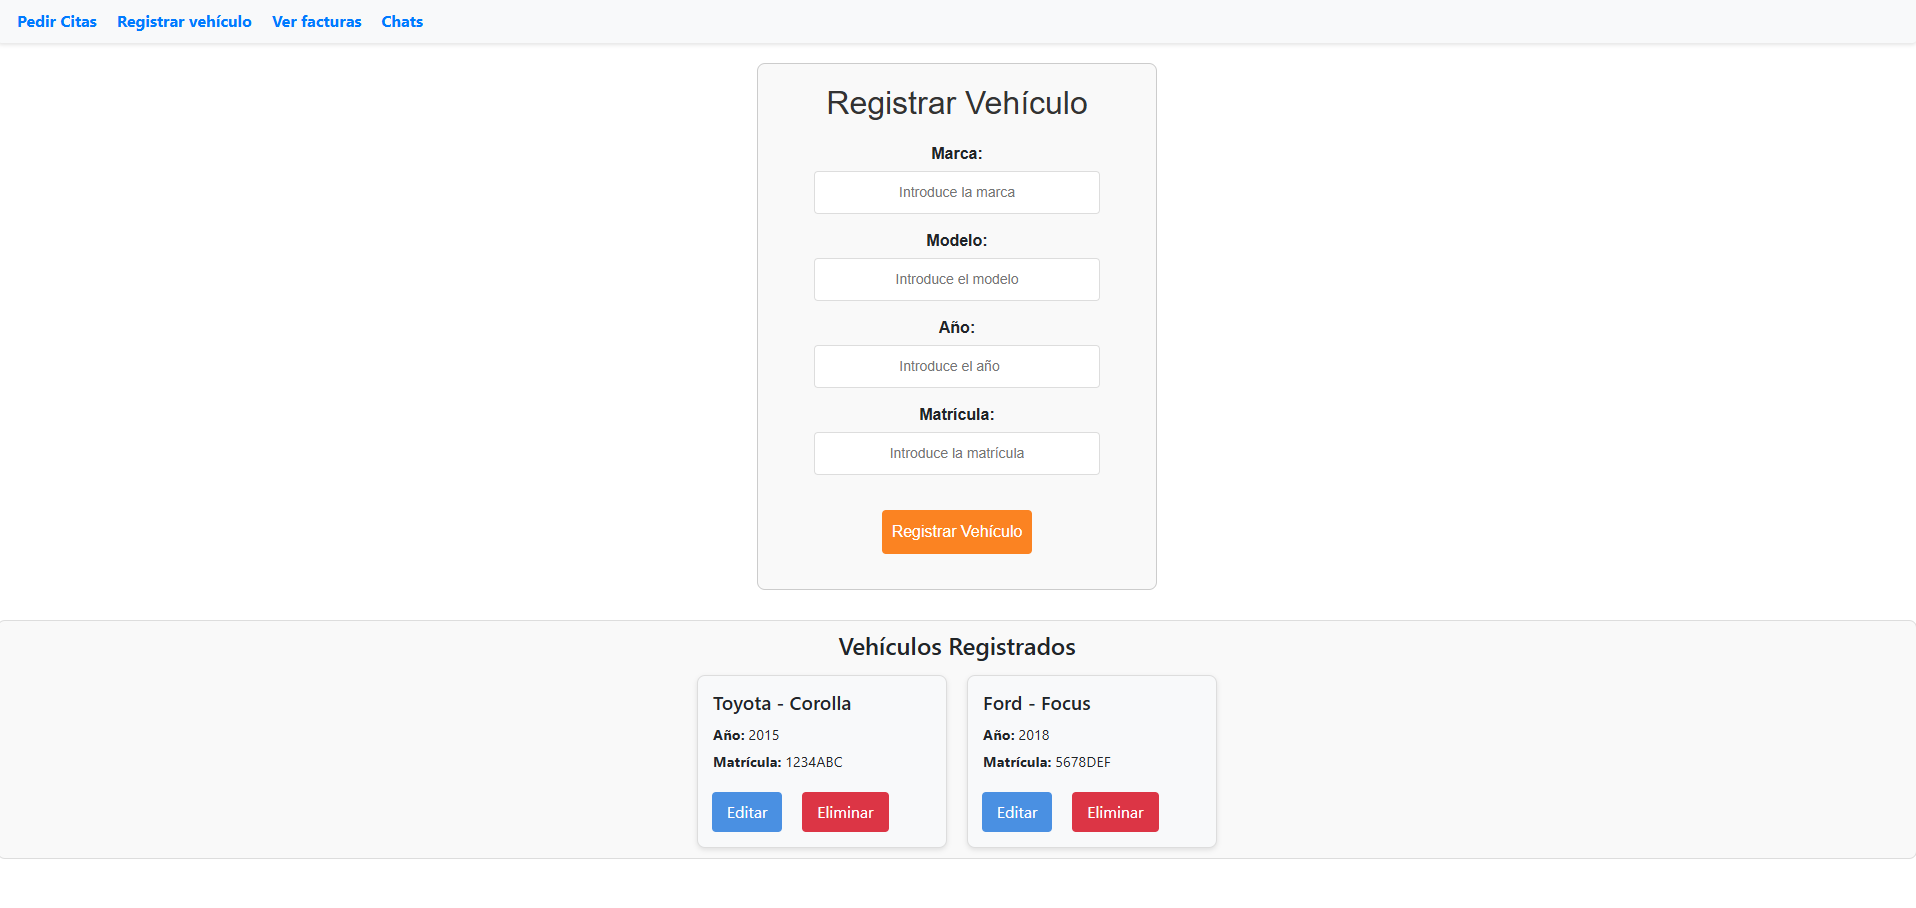 Pedir Citas Registrar vehículo Ver facturas Chats
Registrar Vehículo
Marca:
Introduce la marca
Modelo:
Introduce el modelo
Año:
Introduce el año
Matrícula:
Introduce la matrícula
Registrar Vehículo
Vehículos Registrados
Toyota - Corolla
Año: 2015
Matrícula: 1234ABC
Editar Eliminar
Ford - Focus
Año: 2018
Matrícula: 5678DEF
Editar Eliminar